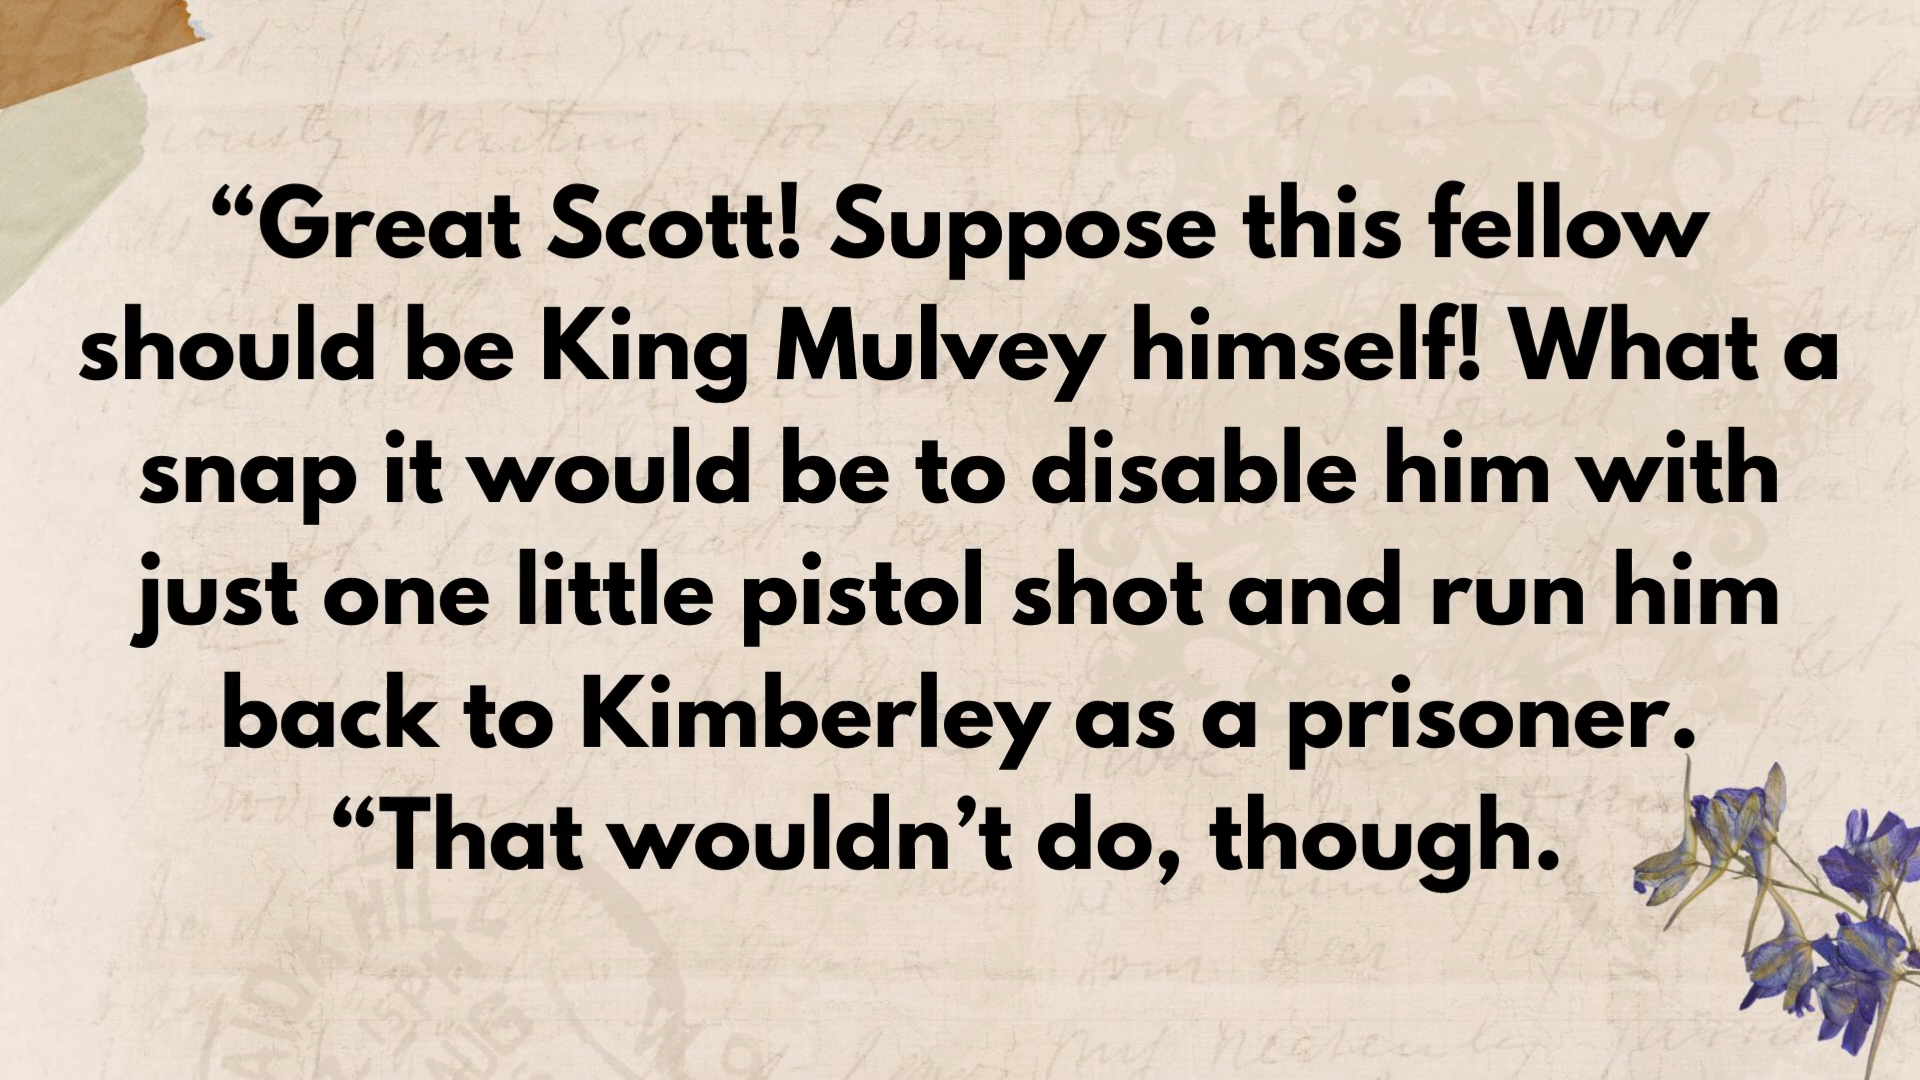 “Great Scott! Suppose this fellow
should be King Mulvey himself! What a
snap it would be to disable him with
just one little pistol shot and run him
back to Kimberley as a prisoner.
“That wouldn’t do, though.